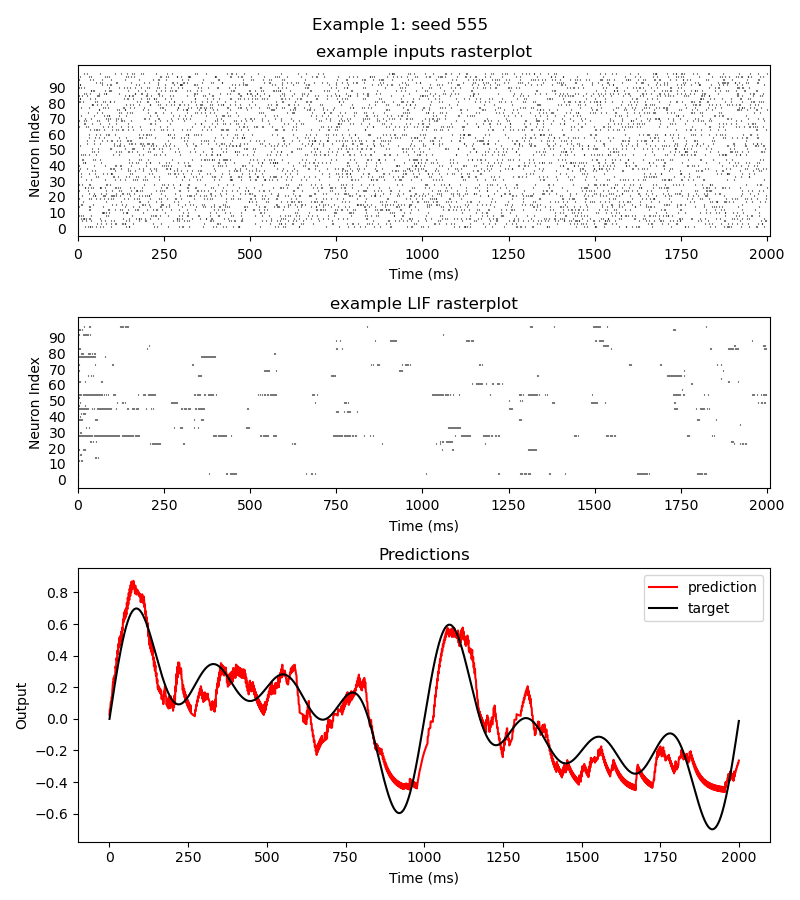 Example 1: seed 555
example inputs rasterplot
Neuron Index
90
80
70
60
50
40
30
20
10
0
0 250 500 750 1000 1250 1500 1750 2000
Time (ms)
example LIF rasterplot
Neuron Index
90
80
70
60
50
40
30
20
10
0
0 250 500 750 1000 1250 1500 1750 2000
Time (ms)
Predictions
Output
0.8
0.6
0.4
0.2
0.0
−0.2
−0.4
−0.6
prediction
target
0 250 500 750 1000 1250 1500 1750 2000
Time (ms)